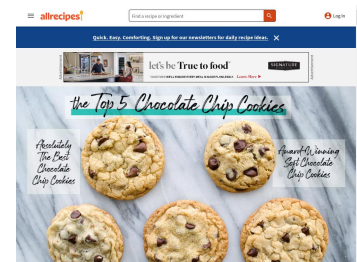 allrecipes
Find a recipe or ingredient
Log In
Quick. Easy. Comforting. Sign up for our newsletters for daily recipe ideas.
Advertisement
let's be True to food®
SIGNATURE
Learn More
Advertisement
the Top 5 Chocolate Chip Cookies
Absolutely
The Best
Chocolate
Chip Cookies
Award-Winning
Soft Chocolate
Chip Cookies